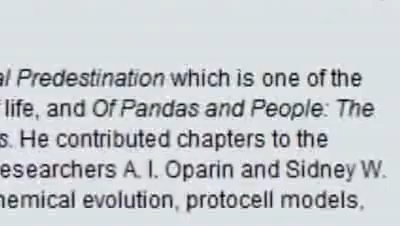 al Predestination which is one of the
life, and Of Pandas and People: The
s. He contributed chapters to the
esearchers A. I. Oparin and Sidney W.
hemical evolution, protocell models,